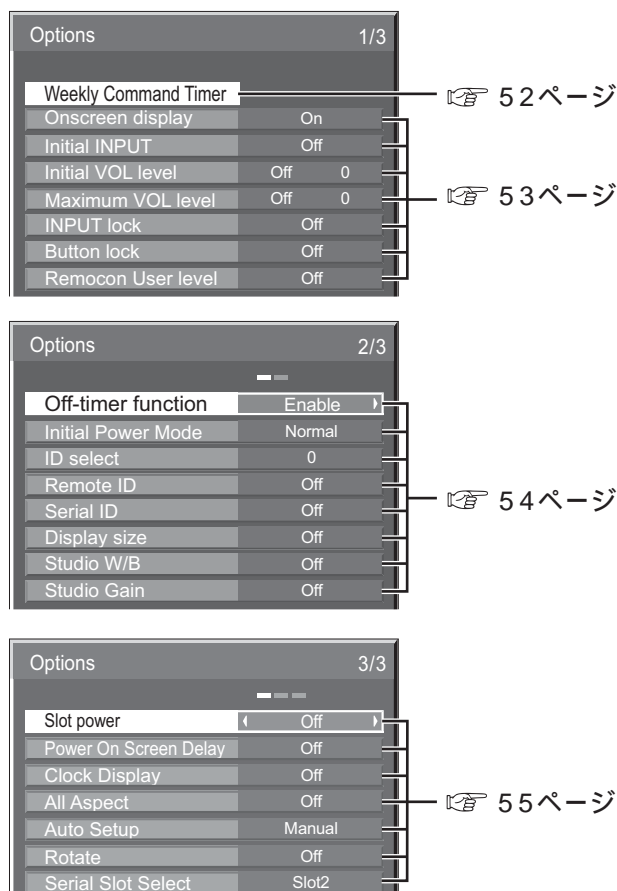 Options 1/3
Weekly Command Timer
☞ 52ページ
Onscreen display On
Initial INPUT Off
Initial VOL level Off 0
Maximum VOL level Off 0
☞ 53ページ
INPUT lock Off
Button lock Off
Remocon User level Off
Options 2/3
Off-timer function Enable
Initial Power Mode Normal
ID select 0
Remote ID Off
Serial ID Off
☞ 54ページ
Display size Off
Studio W/B Off
Studio Gain Off
Options 3/3
Slot power Off
Power On Screen Delay Off
Clock Display Off
All Aspect Off
☞ 55ページ
Auto Setup Manual
Rotate Off
Serial Slot Select Slot2